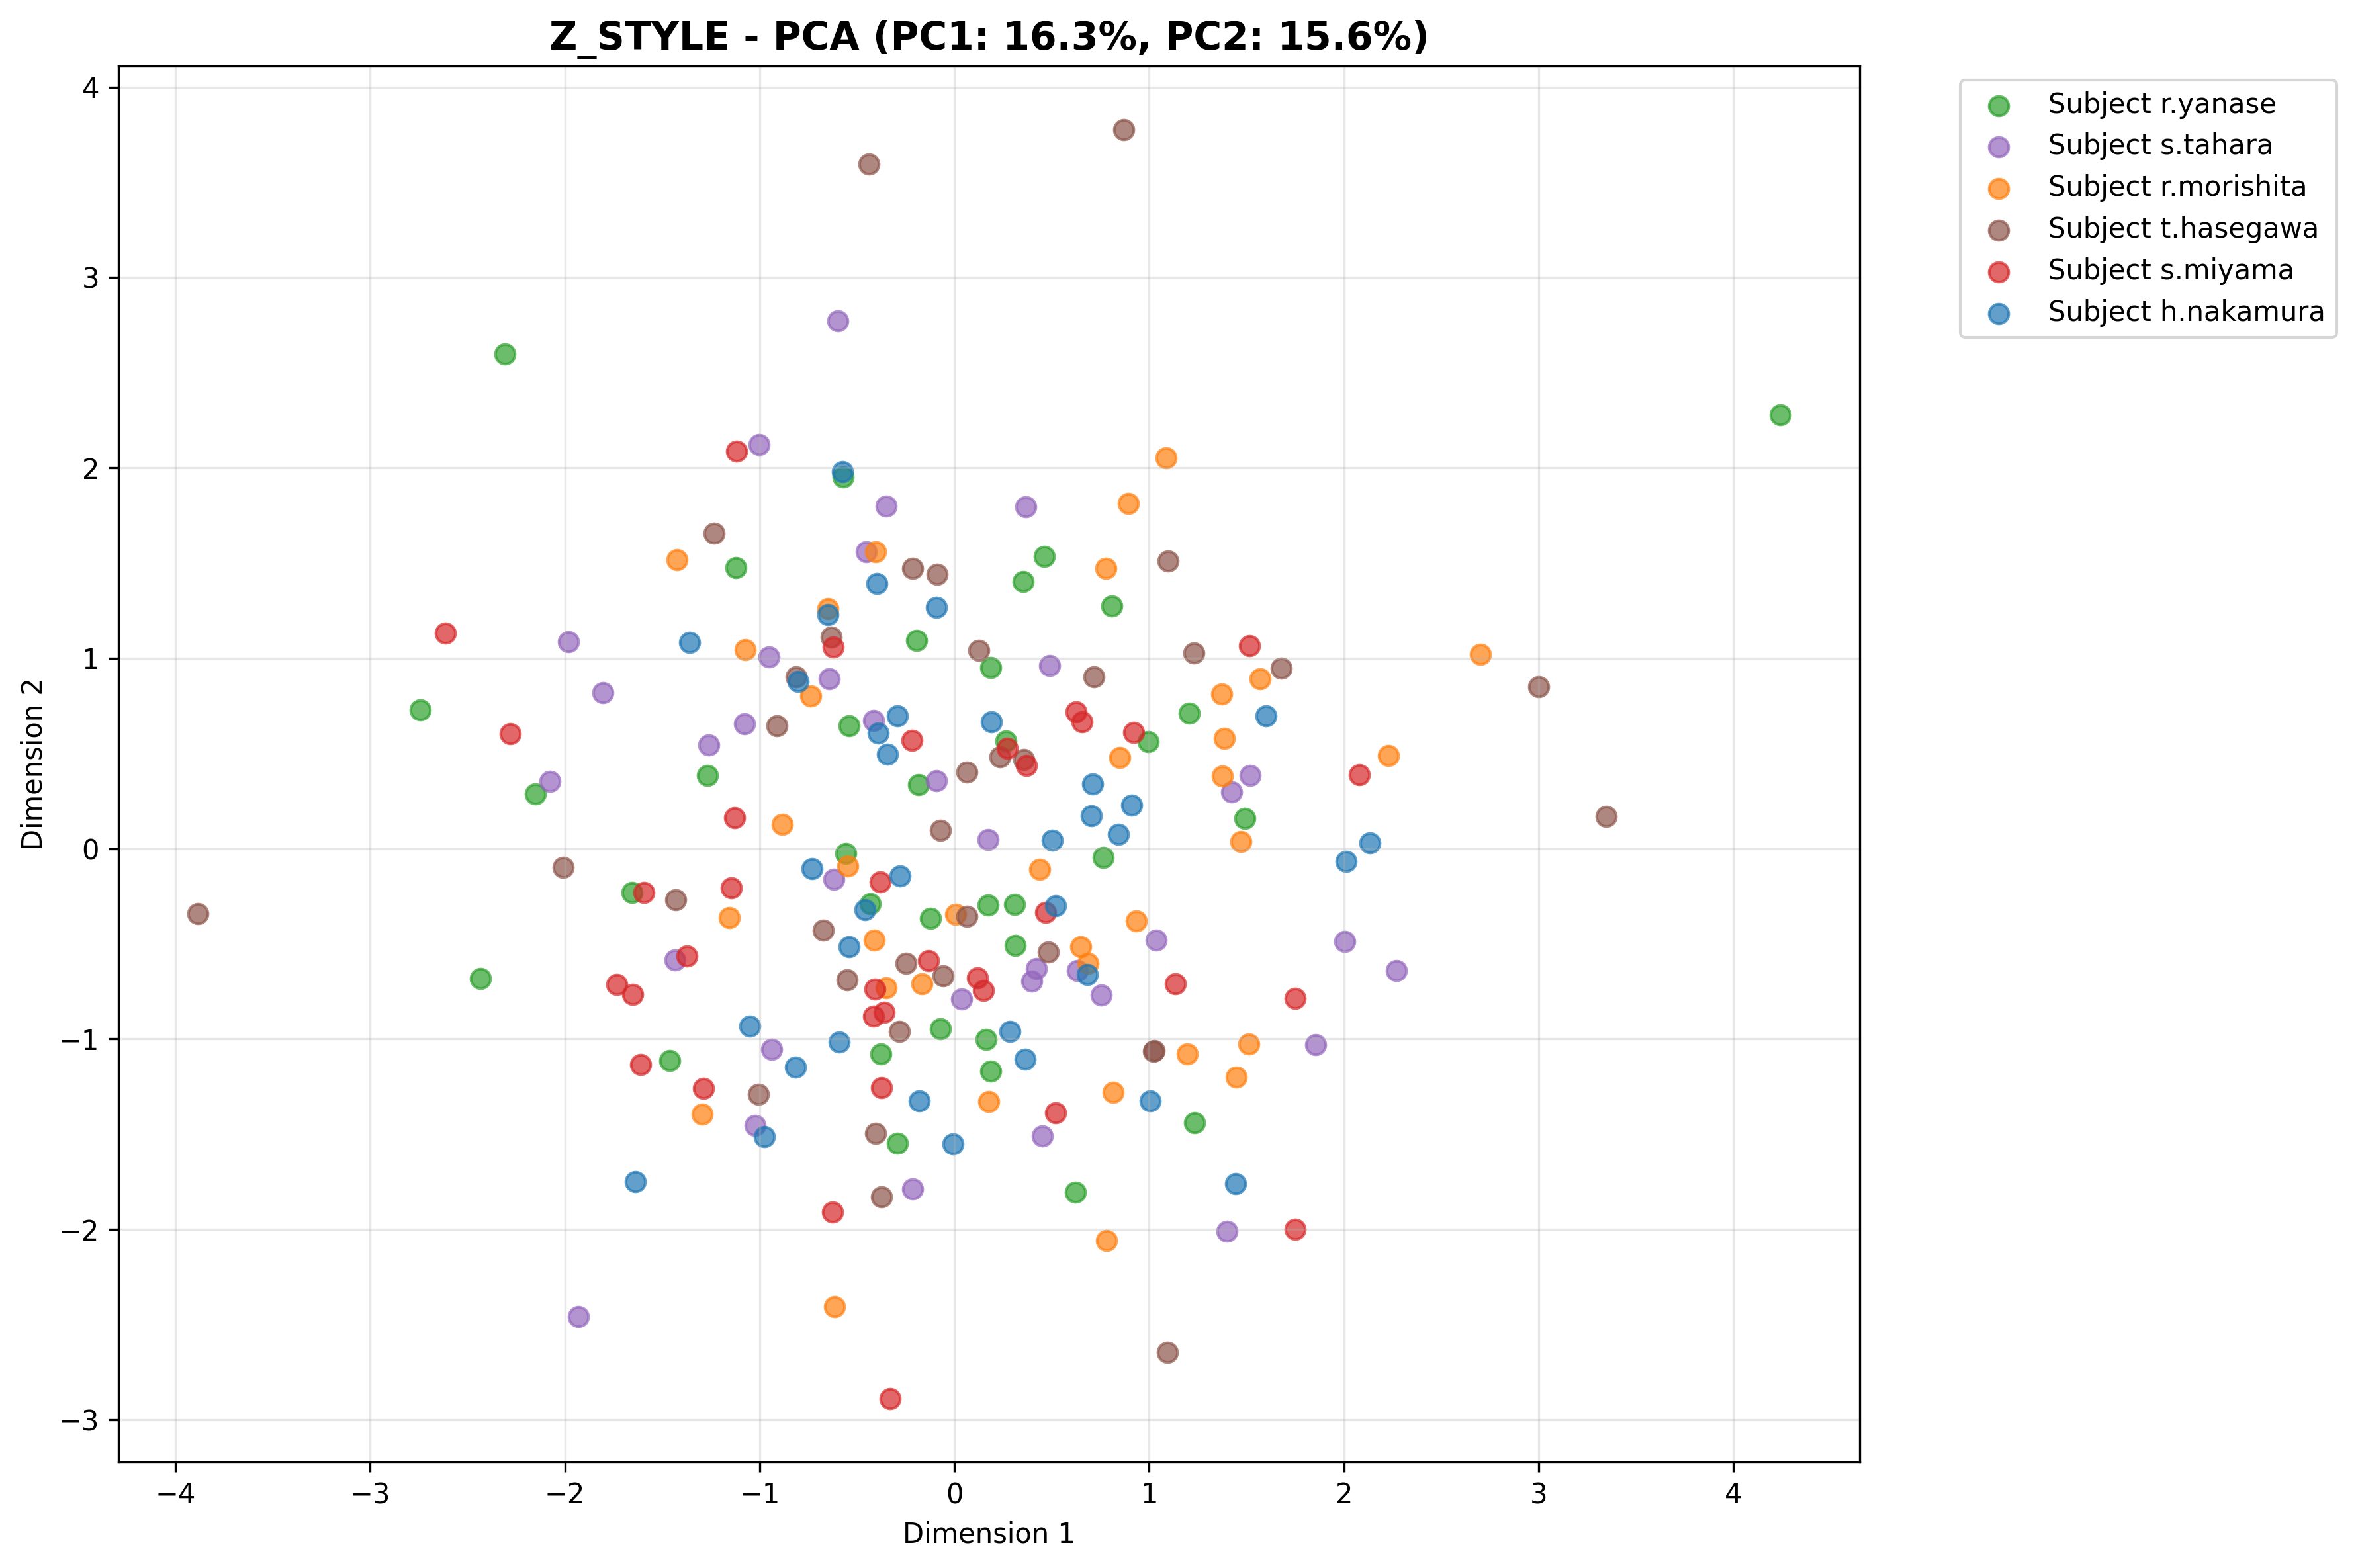 Z_STYLE - PCA (PC1: 16.3%, PC2: 15.6%)
Subject r.yanase
Subject s.tahara
Subject r.morishita
Subject t.hasegawa
Subject s.miyama
Subject h.nakamura
4
3
2
1
0
−1
−2
−3
Dimension 2
−4 −3 −2 −1 0 1 2 3 4
Dimension 1